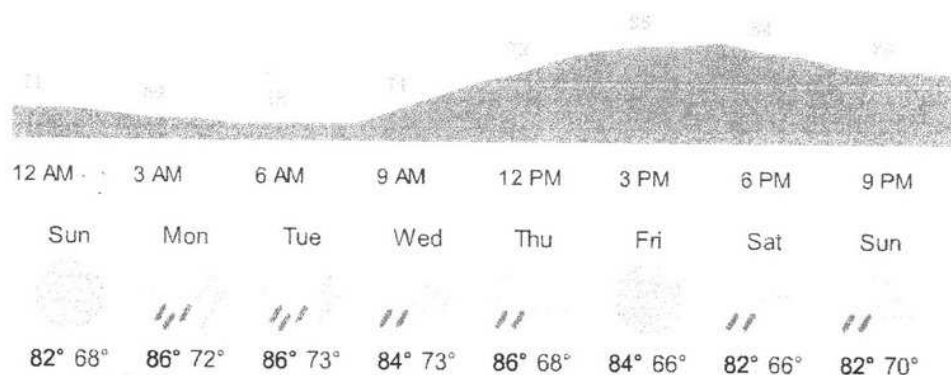 12 AM 3 AM 6 AM 9 AM 12 PM 3 PM 6 PM 9 PM
Sun Mon Tue Wed Thu Fri Sat Sun
82° 68° 86° 72° 86° 73° 84° 73° 86° 68° 84° 66° 82° 66° 82° 70°